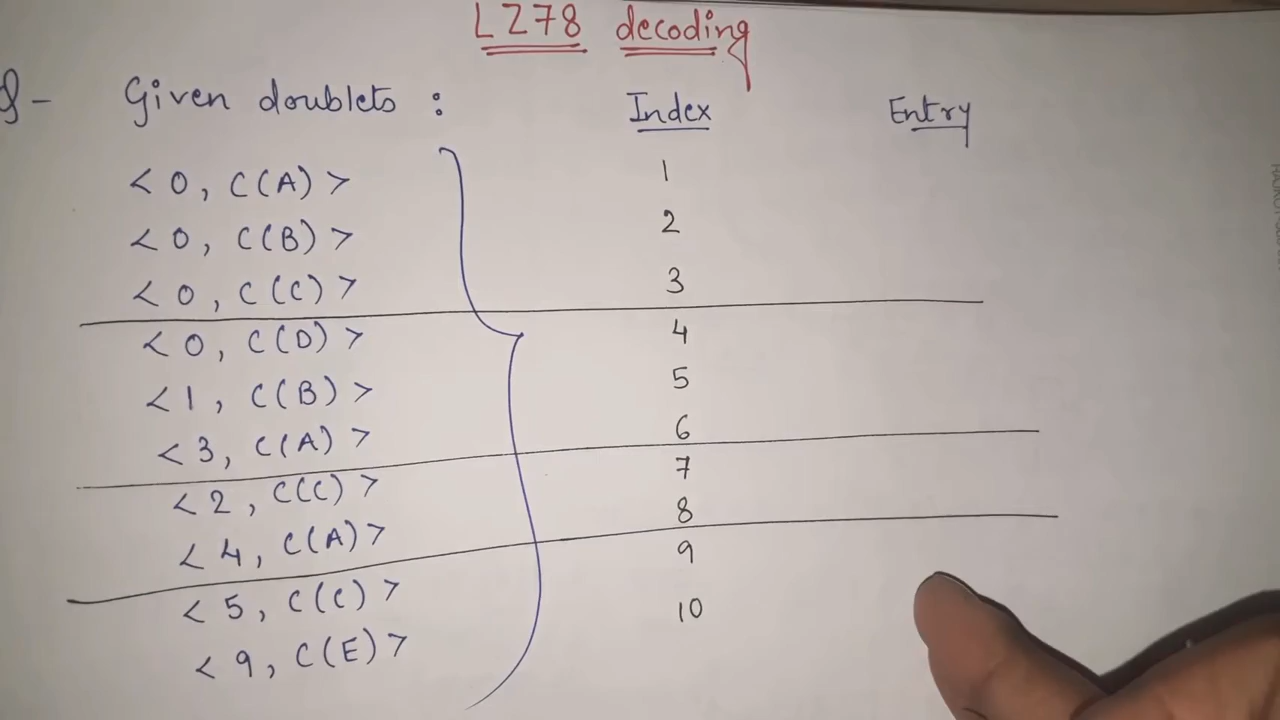 LZ78 decoding
Q- Given doublets : Index Entry
< 0, C(A) > 1
< 0, C(B) > 2
< 0, C(C) > 3
< 0, C(D) > 4
< 1, C(B) > 5
< 3, C(A) > 6
< 2, C(C) > 7
< 4, C(A) > 8
< 5, C(C) > 9
< 9, C(E) > 10